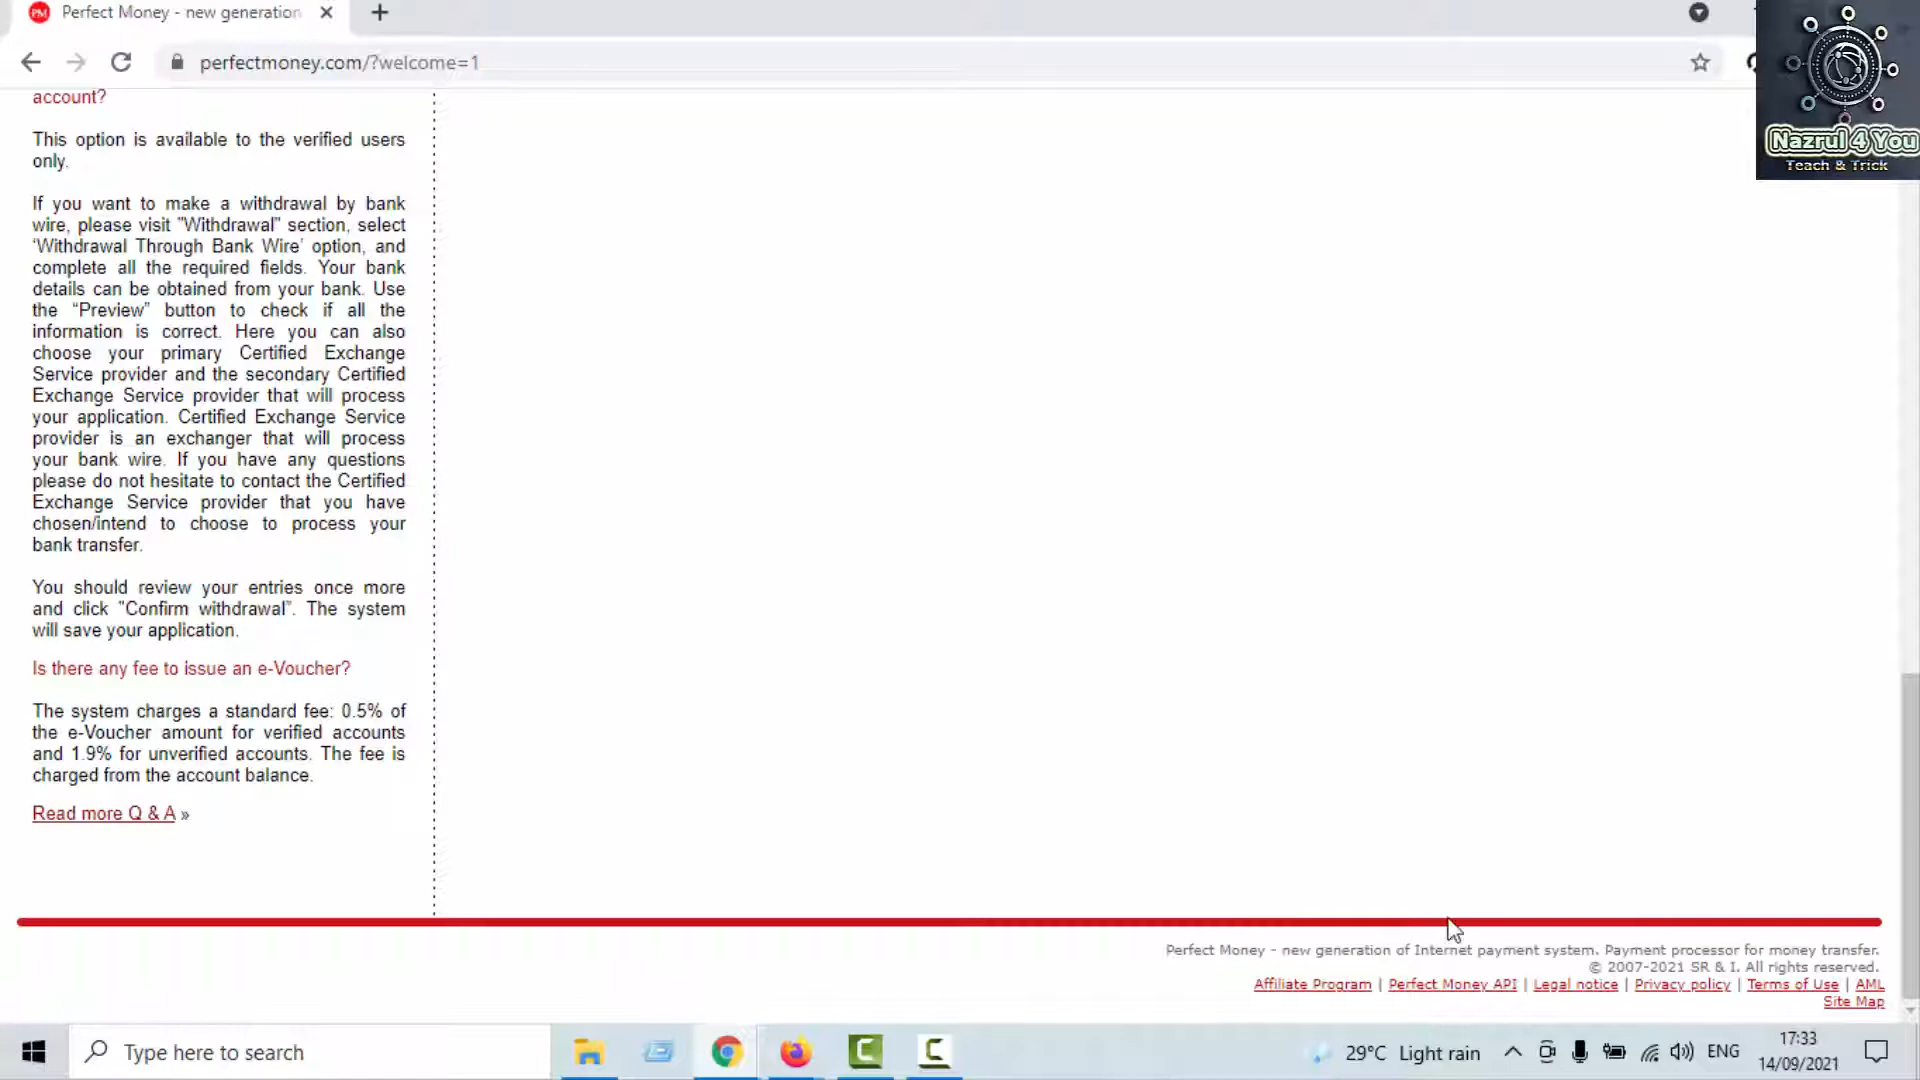 PM Perfect Money - new generation
perfectmoney.com/?welcome=1
Nazrul 4 You
Teach & Trick
account?
This option is available to the verified users
only.
If you want to make a withdrawal by bank
wire, please visit "Withdrawal" section, select
‘Withdrawal Through Bank Wire’ option, and
complete all the required fields. Your bank
details can be obtained from your bank. Use
the “Preview” button to check if all the
information is correct. Here you can also
choose your primary Certified Exchange
Service provider and the secondary Certified
Exchange Service provider that will process
your application. Certified Exchange Service
provider is an exchanger that will process
your bank wire. If you have any questions
please do not hesitate to contact the Certified
Exchange Service provider that you have
chosen/intend to choose to process your
bank transfer.
You should review your entries once more
and click "Confirm withdrawal”. The system
will save your application.
Is there any fee to issue an e-Voucher?
The system charges a standard fee: 0.5% of
the e-Voucher amount for verified accounts
and 1.9% for unverified accounts. The fee is
charged from the account balance.
Read more Q & A »
Perfect Money - new generation of Internet payment system. Payment processor for money transfer.
© 2007-2021 SR & I. All rights reserved.
Affiliate Program | Perfect Money API | Legal notice | Privacy policy | Terms of Use | AML
Site Map
Type here to search
29°C Light rain
ENG
17:33
14/09/2021